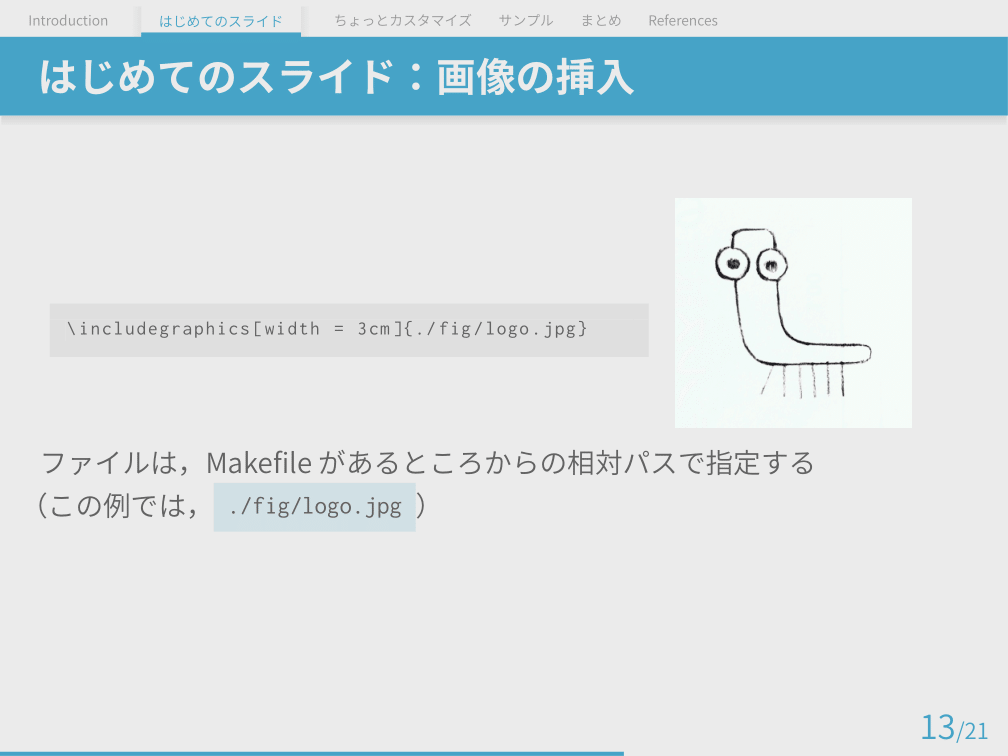 Introduction はじめてのスライド ちょっとカスタマイズ サンプル まとめ References
はじめてのスライド：画像の挿入
\includegraphics[width = 3cm]{./fig/logo.jpg}
ファイルは，Makefile があるところからの相対パスで指定する
（この例では， ./fig/logo.jpg ）
13/21